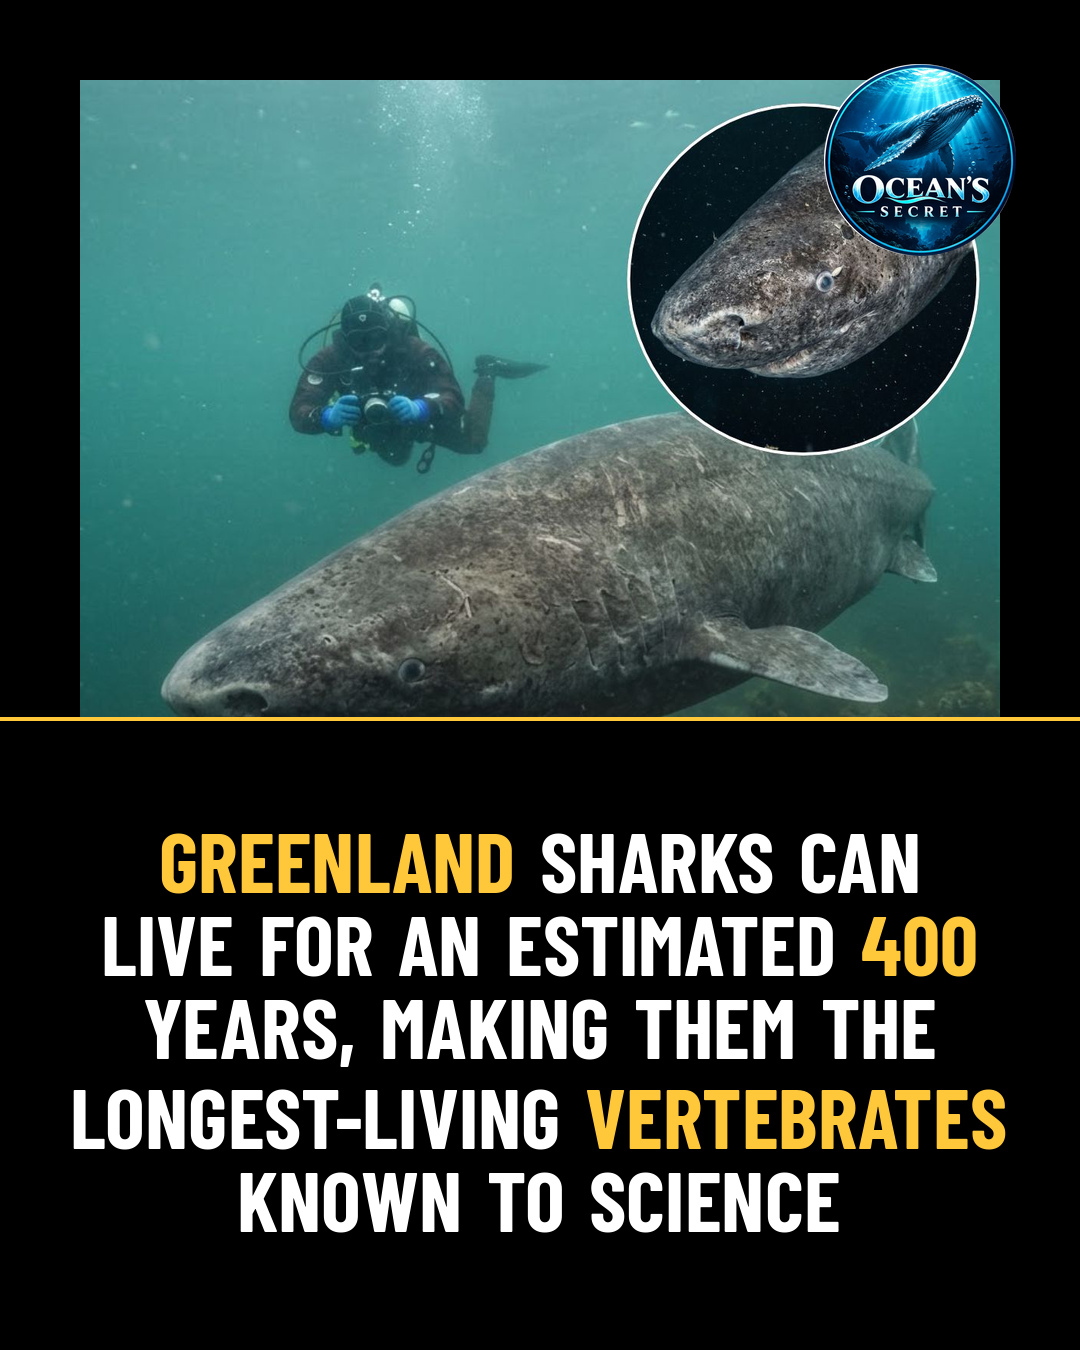 OCEAN'S
SECRET
GREENLAND SHARKS CAN
LIVE FOR AN ESTIMATED 400
YEARS, MAKING THEM THE
LONGEST-LIVING VERTEBRATES
KNOWN TO SCIENCE